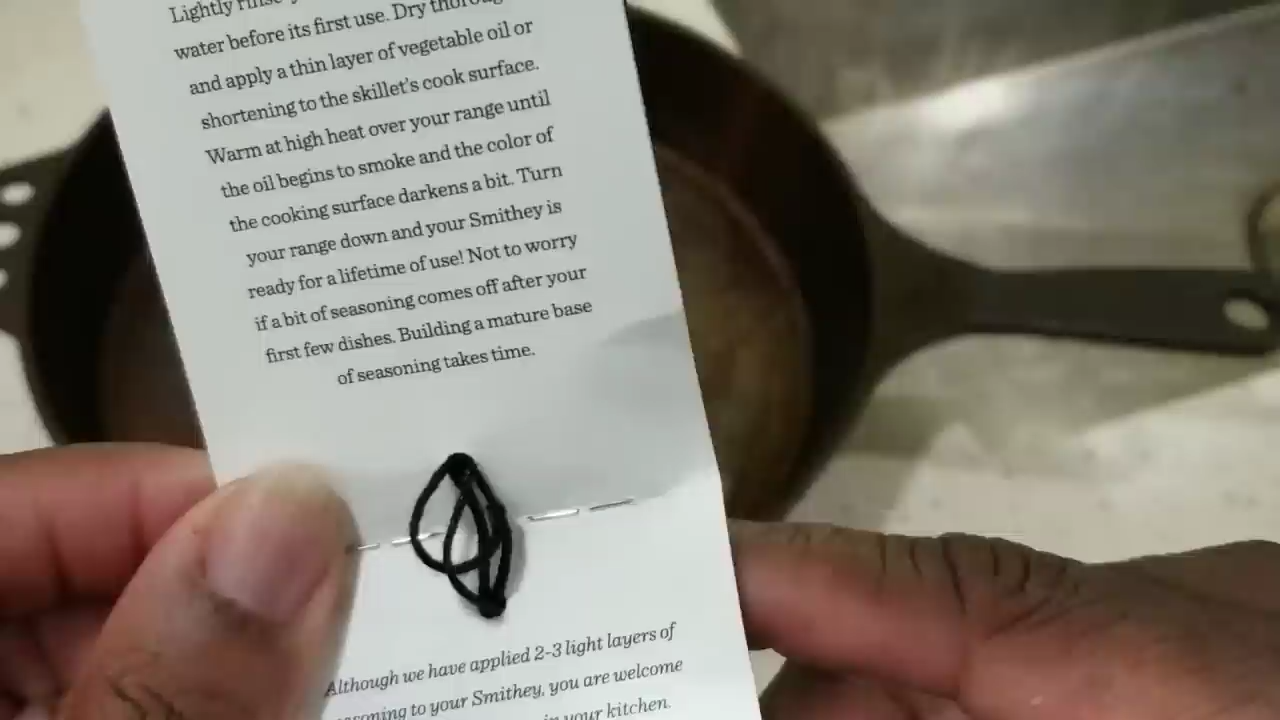 Lightly rinse
water before its first use. Dry
and apply a thin layer of vegetable oil or
shortening to the skillet's cook surface.
Warm at high heat over your range until
the oil begins to smoke and the color of
the cooking surface darkens a bit. Turn
your range down and your Smithey is
ready for a lifetime of use! Not to worry
if a bit of seasoning comes off after your
first few dishes. Building a mature base
of seasoning takes time.
Although we have applied 2-3 light layers of
to your Smithey, you are welcome
in your kitchen.